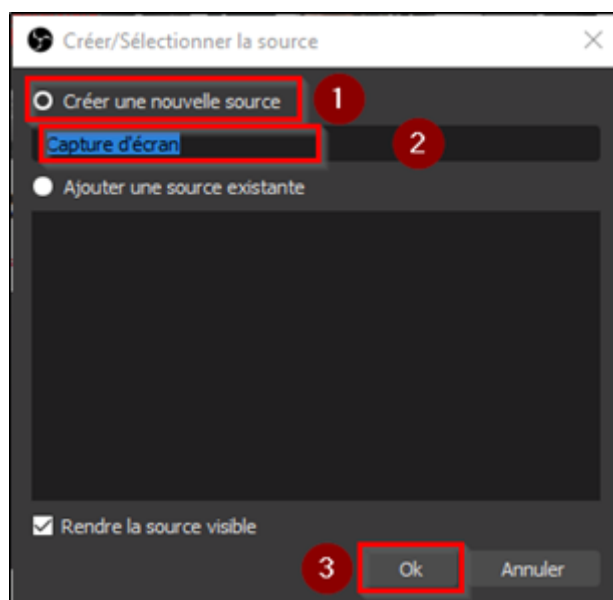 Créer/Sélectionner la source
Créer une nouvelle source 1
Capture d'écran 2
Ajouter une source existante
Rendre la source visible
3 Ok Annuler